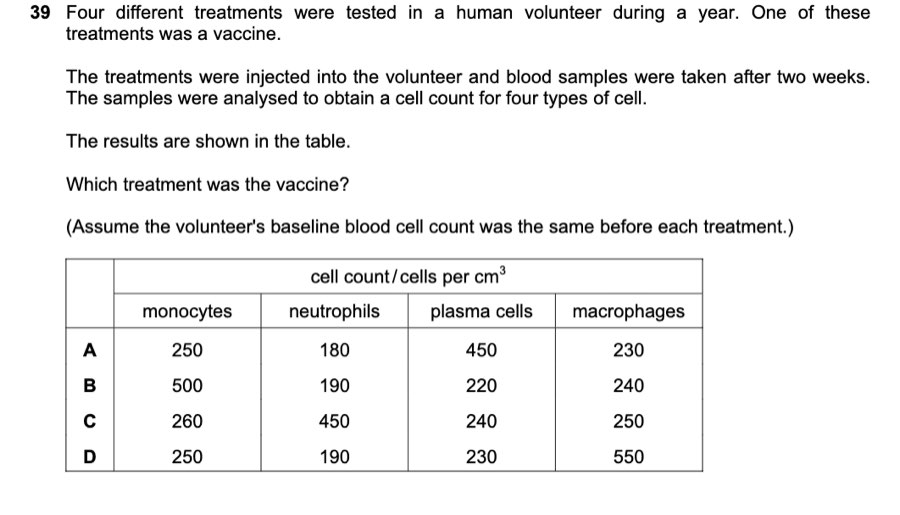 39 Four different treatments were tested in a human volunteer during a year. One of these
treatments was a vaccine.
The treatments were injected into the volunteer and blood samples were taken after two weeks.
The samples were analysed to obtain a cell count for four types of cell.
The results are shown in the table.
Which treatment was the vaccine?
(Assume the volunteer's baseline blood cell count was the same before each treatment.)
cell count / cells per cm³
monocytes neutrophils plasma cells macrophages
A 250 180 450 230
B 500 190 220 240
C 260 450 240 250
D 250 190 230 550